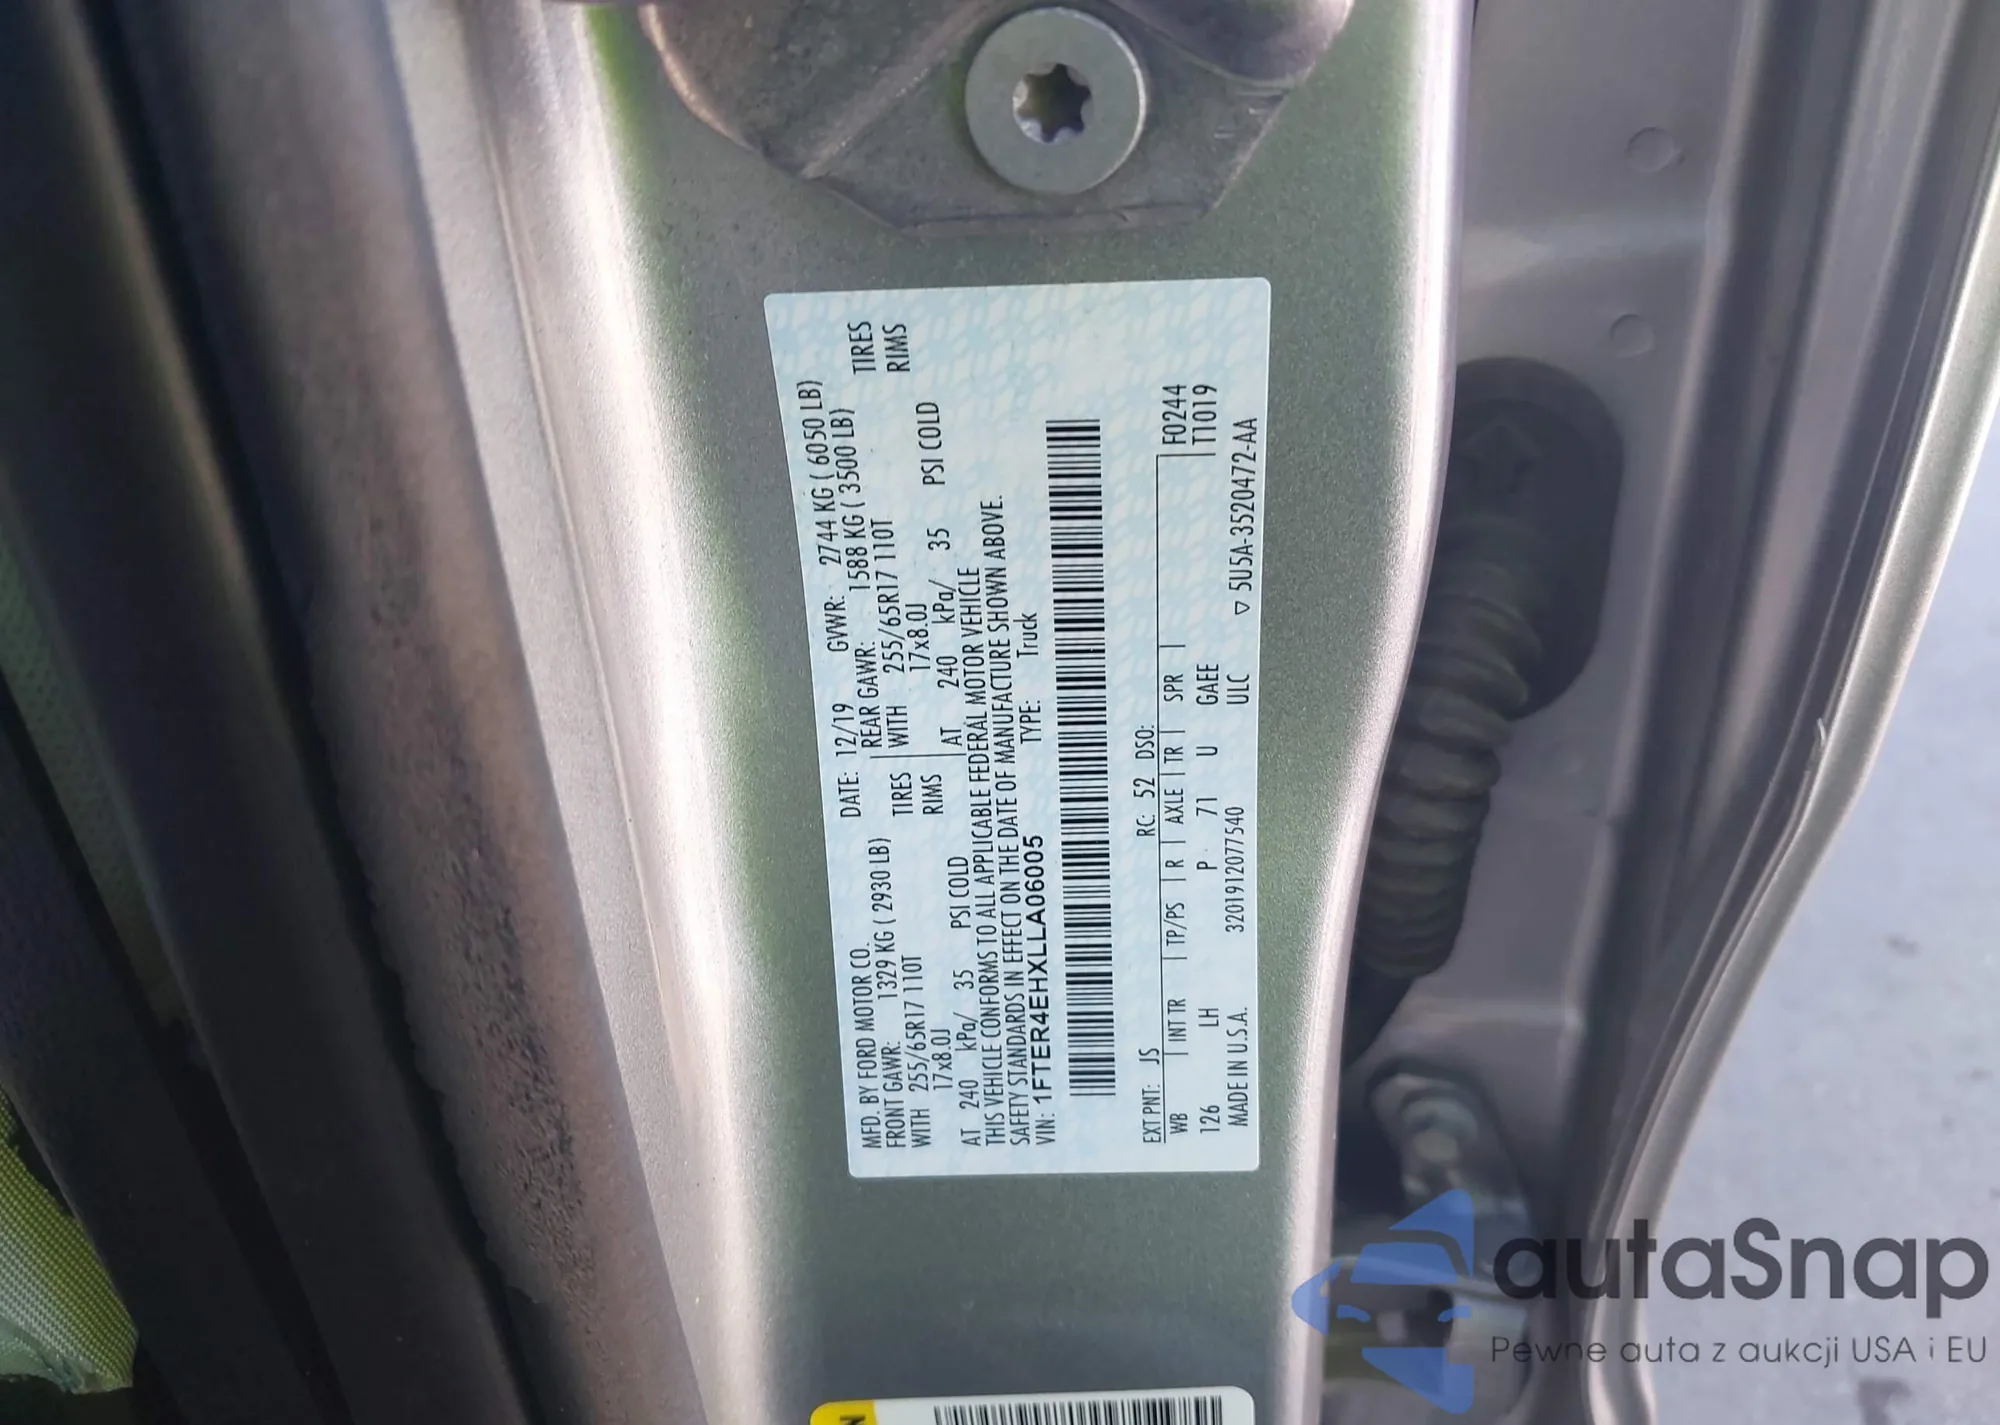 MFD. BY FORD MOTOR CO.
DATE: 12/19 GVWR: 2744 KG ( 6050 LB)
FRONT GAWR: 1329 KG ( 2930 LB) REAR GAWR: 1588 KG ( 3500 LB)
WITH 255/65R17 110T TIRES WITH 255/65R17 110T TIRES
17x8.0J RIMS 17x8.0J RIMS
AT 240 kPa/ 35 PSI COLD AT 240 kPa/ 35 PSI COLD
THIS VEHICLE CONFORMS TO ALL APPLICABLE FEDERAL MOTOR VEHICLE
SAFETY STANDARDS IN EFFECT ON THE DATE OF MANUFACTURE SHOWN ABOVE.
VIN: 1FTER4EHXLLA06005 TYPE: Truck
EXT PNT: JS RC: 52 DSO: F0244
WB INT TR TP/PS R AXLE TR SPR T1019
126 LH P 71 U GAEE
MADE IN U.S.A. 320191207754​0 ULC ▽ 5U5A-3520472-AA
autaSnap
Pewne auta z aukcji USA i EU